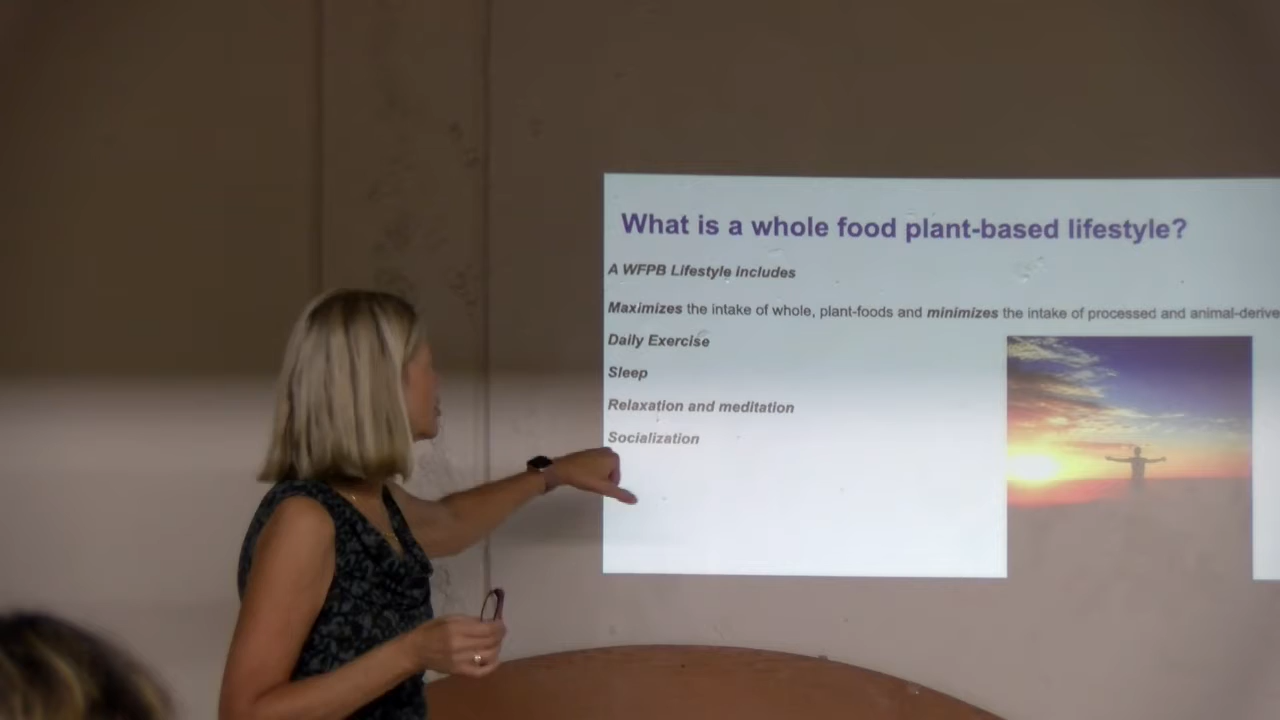 What is a whole food plant-based lifestyle?
A WFPB Lifestyle includes
Maximizes the intake of whole, plant-foods and minimizes the intake of processed and animal-derive
Daily Exercise
Sleep
Relaxation and meditation
Socialization